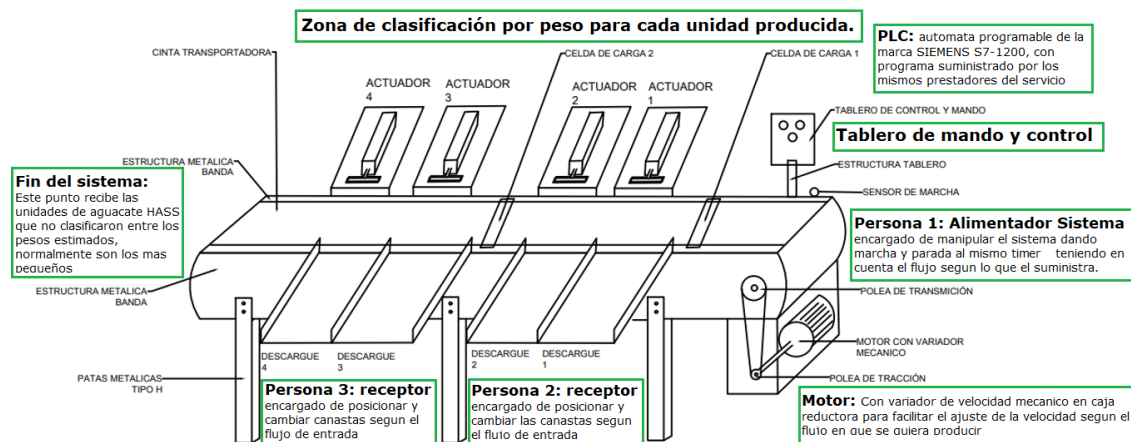 Zona de clasificación por peso para cada unidad producida.
PLC: automata programable de la
marca SIEMENS S7-1200, con
programa suministrado por los
mismos prestadores del servicio
CINTA TRANSPORTADORA
CELDA DE CARGA 2
CELDA DE CARGA 1
ACTUADOR
4
ACTUADOR
3
ACTUADOR
2
ACTUADOR
1
TABLERO DE CONTROL Y MANDO
Tablero de mando y control
ESTRUCTURA METALICA
BANDA
ESTRUCTURA TABLERO
SENSOR DE MARCHA
Fin del sistema:
Este punto recibe las
unidades de aguacate HASS
que no clasificaron entre los
pesos estimados,
normalmente son los mas
pequeños
Persona 1: Alimentador Sistema
encargado de manipular el sistema dando
marcha y parada al mismo timer teniendo en
cuenta el flujo segun lo que el suministra.
ESTRUCTURA METALICA
BANDA
POLEA DE TRANSMICIÓN
MOTOR CON VARIADOR
MECANICO
DESCARGUE
4
DESCARGUE
3
DESCARGUE
2
DESCARGUE
1
PATAS METALICAS
TIPO H
POLEA DE TRACCIÓN
Persona 3: receptor
encargado de posicionar y
cambiar canastas segun el
flujo de entrada
Persona 2: receptor
encargado de posicionar y
cambiar las canastas segun
el flujo de entrada
Motor: Con variador de velocidad mecanico en caja
reductora para facilitar el ajuste de la velocidad segun el
flujo en que se quiera producir